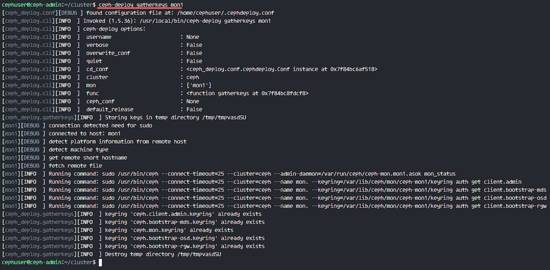 cephuser@ceph-admin:~/cluster$ ceph-deploy gatherkeys mon1
[ceph_deploy.conf][DEBUG ] found configuration file at: /home/cephuser/.cephdeploy.conf
[ceph_deploy.cli][INFO  ] Invoked (1.5.36): /usr/local/bin/ceph-deploy gatherkeys mon1
[ceph_deploy.cli][INFO  ] ceph-deploy options:
[ceph_deploy.cli][INFO  ]  username                      : None
[ceph_deploy.cli][INFO  ]  verbose                       : False
[ceph_deploy.cli][INFO  ]  overwrite_conf                : False
[ceph_deploy.cli][INFO  ]  quiet                         : False
[ceph_deploy.cli][INFO  ]  cd_conf                       : <ceph_deploy.conf.cephdeploy.Conf instance at 0x7f84bc6af518>
[ceph_deploy.cli][INFO  ]  cluster                       : ceph
[ceph_deploy.cli][INFO  ]  mon                           : ['mon1']
[ceph_deploy.cli][INFO  ]  func                          : <function gatherkeys at 0x7f84bc8fdcf8>
[ceph_deploy.cli][INFO  ]  ceph_conf                     : None
[ceph_deploy.cli][INFO  ]  default_release               : False
[ceph_deploy.gatherkeys][INFO  ] Storing keys in temp directory /tmp/tmpvasdSU
[mon1][DEBUG ] connection detected need for sudo
[mon1][DEBUG ] connected to host: mon1
[mon1][DEBUG ] detect platform information from remote host
[mon1][DEBUG ] detect machine type
[mon1][DEBUG ] get remote short hostname
[mon1][DEBUG ] fetch remote file
[mon1][INFO  ] Running command: sudo /usr/bin/ceph --connect-timeout=25 --cluster=ceph --admin-daemon=/var/run/ceph/ceph-mon.mon1.asok mon_status
[mon1][INFO  ] Running command: sudo /usr/bin/ceph --connect-timeout=25 --cluster=ceph --name mon. --keyring=/var/lib/ceph/mon/ceph-mon1/keyring auth get client.admin
[mon1][INFO  ] Running command: sudo /usr/bin/ceph --connect-timeout=25 --cluster=ceph --name mon. --keyring=/var/lib/ceph/mon/ceph-mon1/keyring auth get client.bootstrap-mds
[mon1][INFO  ] Running command: sudo /usr/bin/ceph --connect-timeout=25 --cluster=ceph --name mon. --keyring=/var/lib/ceph/mon/ceph-mon1/keyring auth get client.bootstrap-osd
[mon1][INFO  ] Running command: sudo /usr/bin/ceph --connect-timeout=25 --cluster=ceph --name mon. --keyring=/var/lib/ceph/mon/ceph-mon1/keyring auth get client.bootstrap-rgw
[ceph_deploy.gatherkeys][INFO  ] keyring 'ceph.client.admin.keyring' already exists
[ceph_deploy.gatherkeys][INFO  ] keyring 'ceph.bootstrap-mds.keyring' already exists
[ceph_deploy.gatherkeys][INFO  ] keyring 'ceph.mon.keyring' already exists
[ceph_deploy.gatherkeys][INFO  ] keyring 'ceph.bootstrap-osd.keyring' already exists
[ceph_deploy.gatherkeys][INFO  ] keyring 'ceph.bootstrap-rgw.keyring' already exists
[ceph_deploy.gatherkeys][INFO  ] Destroy temp directory /tmp/tmpvasdSU
cephuser@ceph-admin:~/cluster$